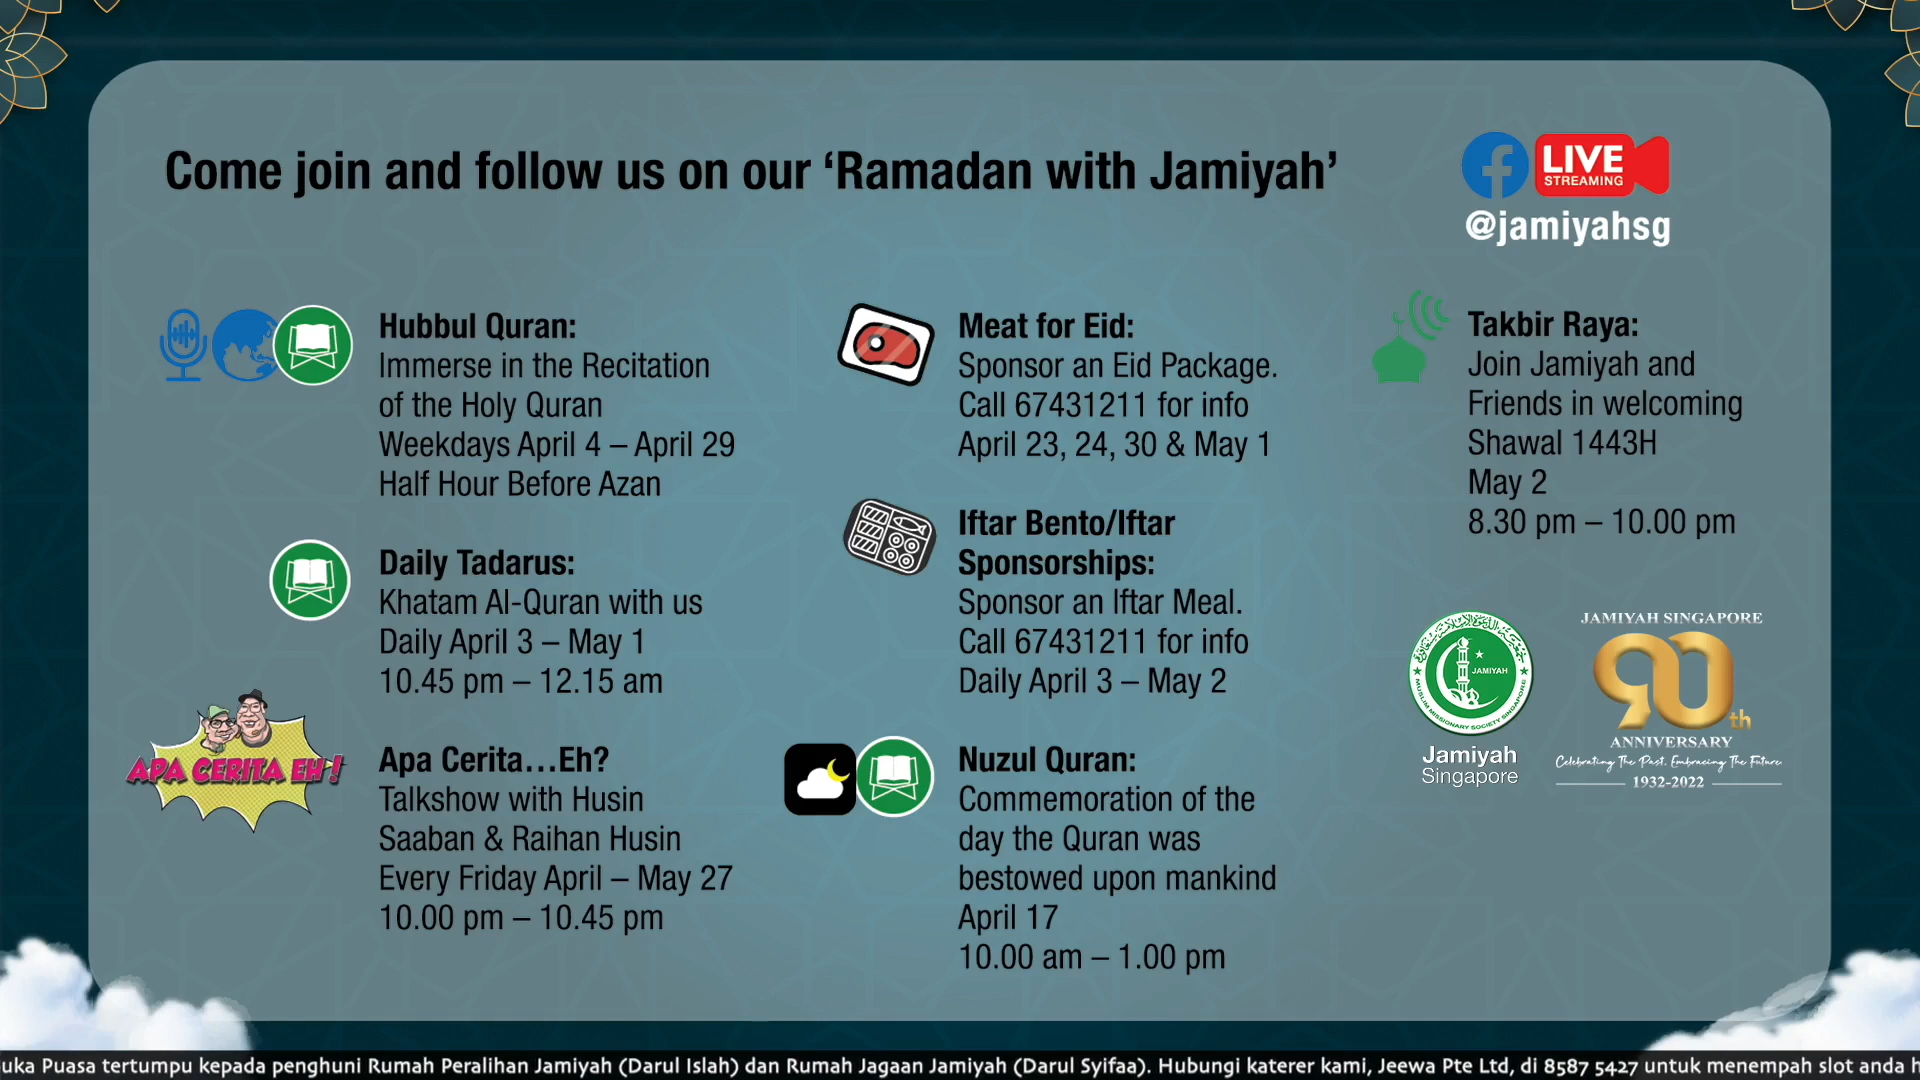 Come join and follow us on our ‘Ramadan with Jamiyah’
LIVE
STREAMING
@jamiyahsg
Hubbul Quran:
Immerse in the Recitation
of the Holy Quran
Weekdays April 4 – April 29
Half Hour Before Azan
Daily Tadarus:
Khatam Al-Quran with us
Daily April 3 – May 1
10.45 pm – 12.15 am
APA CERITA EH!
Apa Cerita...Eh?
Talkshow with Husin
Saaban & Raihan Husin
Every Friday April – May 27
10.00 pm – 10.45 pm
Meat for Eid:
Sponsor an Eid Package.
Call 67431211 for info
April 23, 24, 30 & May 1
Iftar Bento/Iftar
Sponsorships:
Sponsor an Iftar Meal.
Call 67431211 for info
Daily April 3 – May 2
Nuzul Quran:
Commemoration of the
day the Quran was
bestowed upon mankind
April 17
10.00 am – 1.00 pm
Takbir Raya:
Join Jamiyah and
Friends in welcoming
Shawal 1443H
May 2
8.30 pm – 10.00 pm
JAMIYAH
MUSLIM MISSIONARY SOCIETY SINGAPORE
Jamiyah
Singapore
JAMIYAH SINGAPORE
90th
ANNIVERSARY
Celebrating The Past, Embracing The Future
1932-2022
uka Puasa tertumpu kepada penghuni Rumah Peralihan Jamiyah (Darul Islah) dan Rumah Jagaan Jamiyah (Darul Syifaa). Hubungi katerer kami, Jeewa Pte Ltd, di 8587 5427 untuk menempah slot anda h